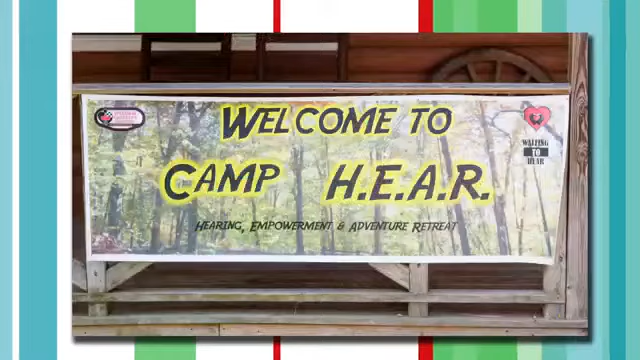 WELCOME TO
CAMP H.E.A.R.
HEARING, EMPOWERMENT & ADVENTURE RETREAT
WAITING
TO
HEAR